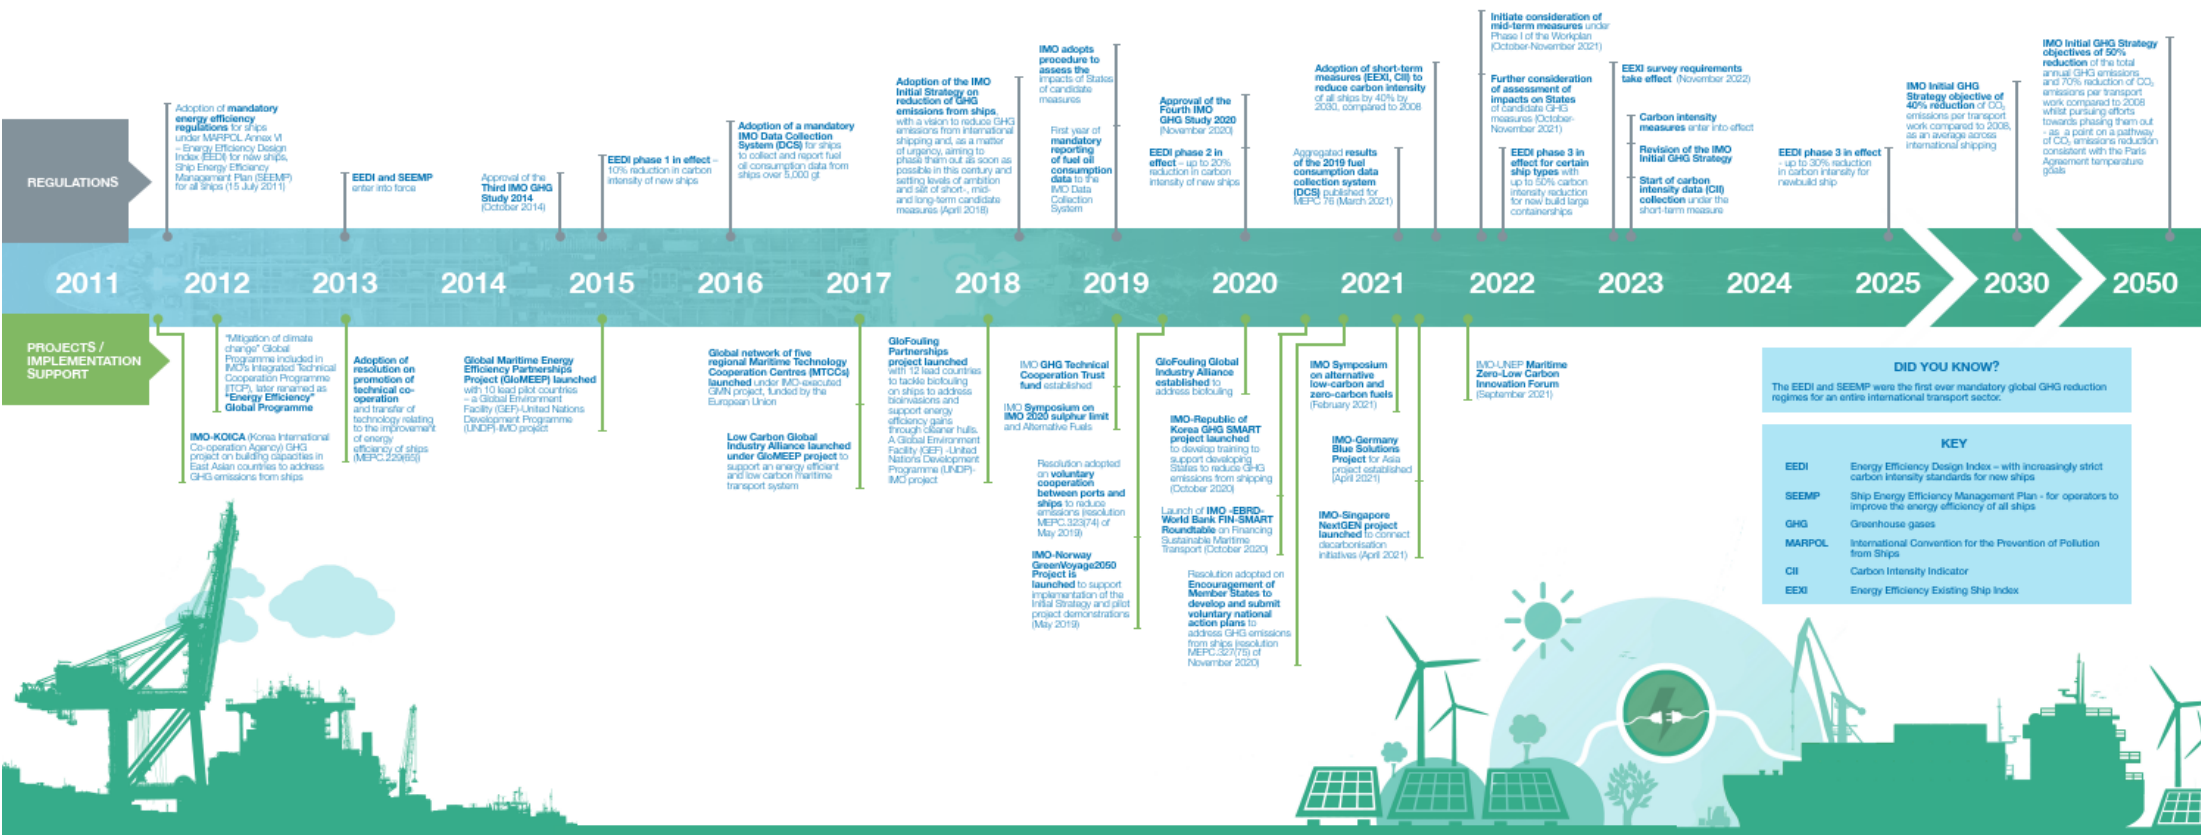 REGULATIONS
Adoption of mandatory
energy efficiency
regulations for ships
under MARPOL Annex VI
– Energy Efficiency Design
Index (EEDI) for new ships,
Ship Energy Efficiency
Management Plan (SEEMP)
for all ships (15 July 2011)
EEDI and SEEMP
enter into force
Approval of the
Third IMO GHG
Study 2014
(October 2014)
EEDI phase 1 in effect –
10% reduction in carbon
intensity of new ships
Adoption of a mandatory
IMO Data Collection
System (DCS) for ships
to collect and report fuel
oil consumption data from
ships over 5,000 gt
Adoption of the IMO
Initial Strategy on
reduction of GHG
emissions from ships,
with a vision to reduce GHG
emissions from international
shipping and, as a matter
of urgency, aiming to
phase them out as soon as
possible in this century and
setting levels of ambition
and set of short-, mid-
and long-term candidate
measures (April 2018)
IMO adopts
procedure to
assess the
impacts of States
of candidate
measures
First year of
mandatory
reporting
of fuel oil
consumption
data to the
IMO Data
Collection
System
Approval of the
Fourth IMO
GHG Study 2020
(November 2020)
EEDI phase 2 in
effect – up to 20%
reduction in carbon
intensity of new ships
Adoption of short-term
measures (EEXI, CII) to
reduce carbon intensity
of all ships by 40% by
2030, compared to 2008
Aggregated results
of the 2019 fuel
consumption data
collection system
(DCS) published for
MEPC 76 (March 2021)
Initiate consideration of
mid-term measures under
Phase I of the Workplan
(October-November 2021)
Further consideration
of assessment of
impacts on States
of candidate GHG
measures (October-
November 2021)
EEDI phase 3 in
effect for certain
ship types with
up to 50% carbon
intensity reduction
for new build large
containerships
EEXI survey requirements
take effect (November 2022)
Carbon intensity
measures enter into effect
Revision of the IMO
Initial GHG Strategy
Start of carbon
intensity data (CII)
collection under the
short-term measure
EEDI phase 3 in effect
- up to 30% reduction
in carbon intensity for
newbuild ship
IMO Initial GHG
Strategy objective of
40% reduction of CO₂
emissions per transport
work compared to 2008,
as an average across
international shipping
IMO Initial GHG Strategy
objectives of 50%
reduction of the total
annual GHG emissions
and 70% reduction of CO₂
emissions per transport
work compared to 2008
whilst pursuing efforts
towards phasing them out
- as a point on a pathway
of CO₂ emissions reduction
consistent with the Paris
Agreement temperature
goals
2011 2012 2013 2014 2015 2016 2017 2018 2019 2020 2021 2022 2023 2024 2025 2030 2050
PROJECTS /
IMPLEMENTATION
SUPPORT
"Mitigation of climate
change" Global
Programme included in
IMO's Integrated Technical
Cooperation Programme
(ITCP), later renamed as
"Energy Efficiency"
Global Programme
IMO-KOICA (Korea International
Co-operation Agency) GHG
project on building capacities in
East Asian countries to address
GHG emissions from ships
Adoption of
resolution on
promotion of
technical co-
operation
and transfer of
technology relating
to the improvement
of energy
efficiency of ships
(MEPC.229(65))
Global Maritime Energy
Efficiency Partnerships
Project (GloMEEP) launched
with 10 lead pilot countries
– a Global Environment
Facility (GEF)-United Nations
Development Programme
(UNDP)-IMO project
Global network of five
regional Maritime Technology
Cooperation Centres (MTCCs)
launched under IMO-executed
GMN project, funded by the
European Union
Low Carbon Global
Industry Alliance launched
under GloMEEP project to
support an energy efficient
and low carbon maritime
transport system
GloFouling
Partnerships
project launched
with 12 lead countries
to tackle biofouling
on ships to address
bioinvasions and
support energy
efficiency gains
through cleaner hulls.
A Global Environment
Facility (GEF) -United
Nations Development
Programme (UNDP)-
IMO project
IMO GHG Technical
Cooperation Trust
fund established
IMO Symposium on
IMO 2020 sulphur limit
and Alternative Fuels
Resolution adopted
on voluntary
cooperation
between ports and
ships to reduce
emissions (resolution
MEPC.323(74) of
May 2019)
IMO-Norway
GreenVoyage2050
Project is
launched to support
implementation of the
Initial Strategy and pilot
project demonstrations
(May 2019)
GloFouling Global
Industry Alliance
established to
address biofouling
IMO-Republic of
Korea GHG SMART
project launched
to develop training to
support developing
States to reduce GHG
emissions from shipping
(October 2020)
Launch of IMO -EBRD-
World Bank FIN-SMART
Roundtable on Financing
Sustainable Maritime
Transport (October 2020)
Resolution adopted on
Encouragement of
Member States to
develop and submit
voluntary national
action plans to
address GHG emissions
from ships (resolution
MEPC.327(75) of
November 2020)
IMO Symposium
on alternative
low-carbon and
zero-carbon fuels
(February 2021)
IMO-Germany
Blue Solutions
Project for Asia
project established
(April 2021)
IMO-Singapore
NextGEN project
launched to connect
decarbonisation
initiatives (April 2021)
IMO-UNEP Maritime
Zero-Low Carbon
Innovation Forum
(September 2021)
DID YOU KNOW?
The EEDI and SEEMP were the first ever mandatory global GHG reduction
regimes for an entire international transport sector.
KEY
EEDI Energy Efficiency Design Index – with increasingly strict
carbon intensity standards for new ships
SEEMP Ship Energy Efficiency Management Plan - for operators to
improve the energy efficiency of all ships
GHG Greenhouse gases
MARPOL International Convention for the Prevention of Pollution
from Ships
CII Carbon Intensity Indicator
EEXI Energy Efficiency Existing Ship Index